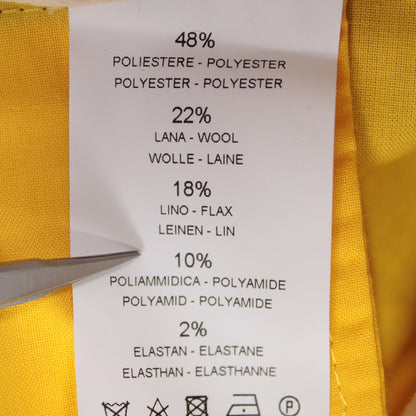 48%
POLIESTERE - POLYESTER
POLYESTER - POLYESTER
22%
LANA - WOOL
WOLLE - LAINE
18%
LINO - FLAX
LEINEN - LIN
10%
POLIAMMIDICA - POLYAMIDE
POLYAMID - POLYAMIDE
2%
ELASTAN - ELASTANE
ELASTHAN - ELASTHANNE
P